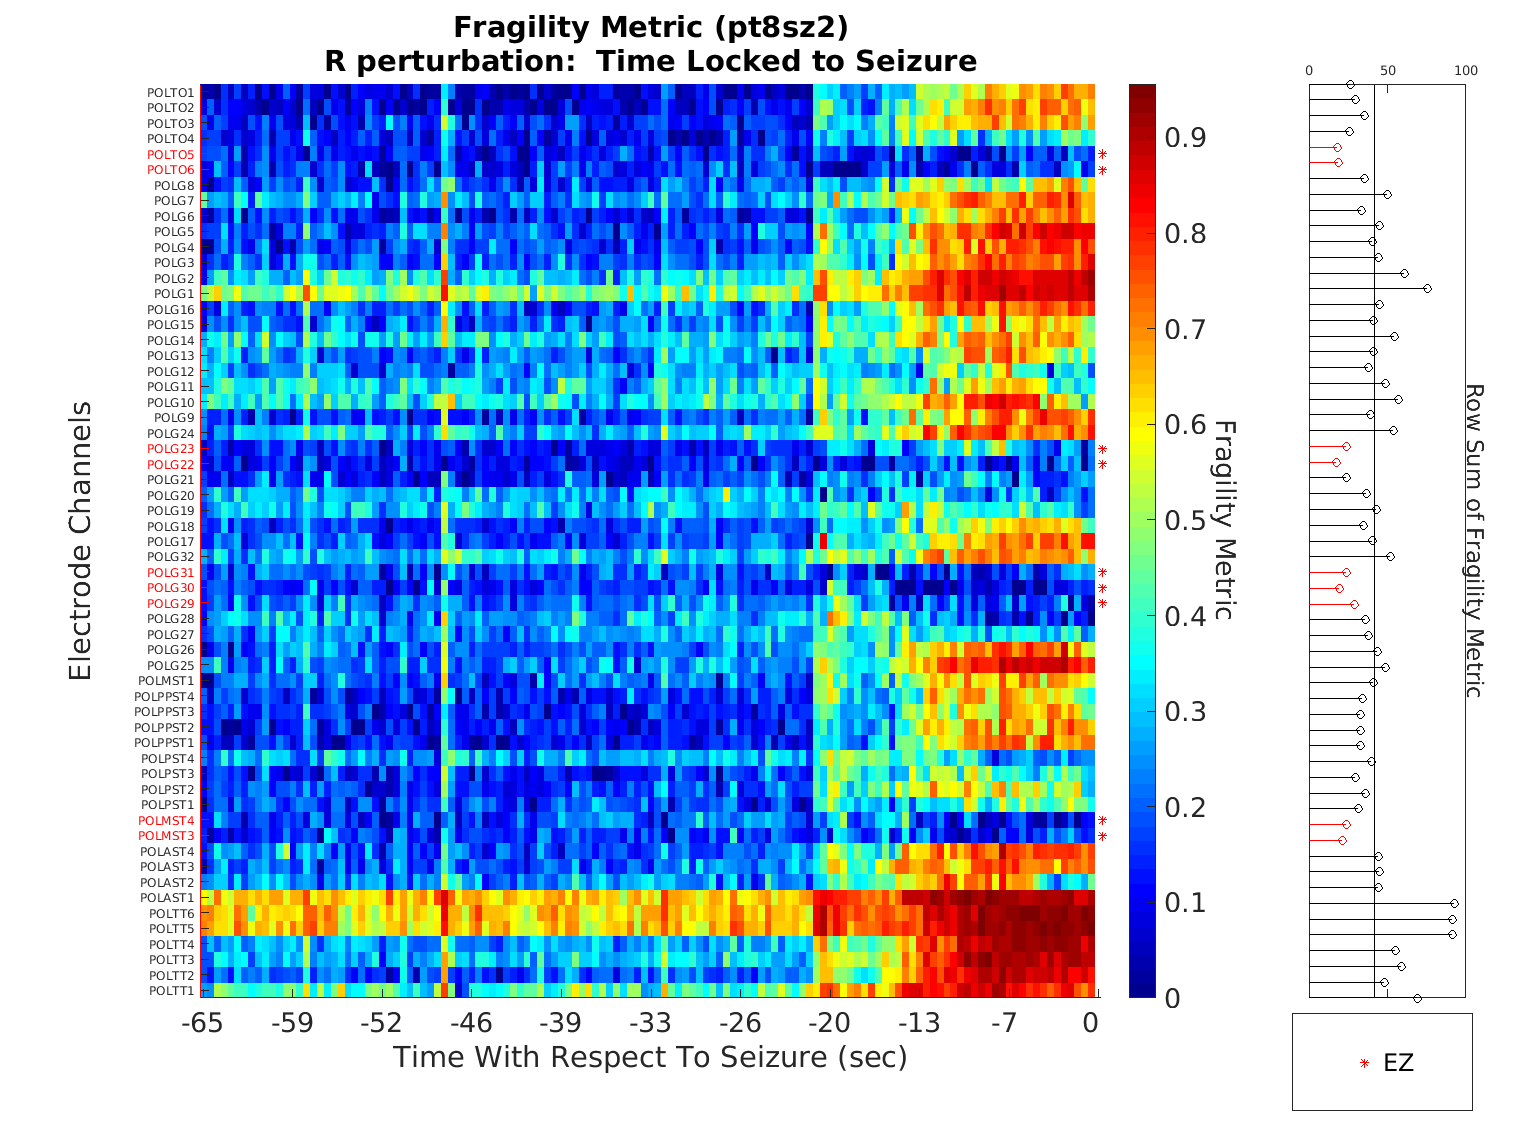 Fragility Metric (pt8sz2)
R perturbation:  Time Locked to Seizure
0 50 100
POLTO1
POLTO2
POLTO3
POLTO4
POLTO5
POLTO6
POLG8
POLG7
POLG6
POLG5
POLG4
POLG3
POLG2
POLG1
POLG16
POLG15
POLG14
POLG13
POLG12
POLG11
POLG10
POLG9
POLG24
POLG23
POLG22
POLG21
POLG20
POLG19
POLG18
POLG17
POLG32
POLG31
POLG30
POLG29
POLG28
POLG27
POLG26
POLG25
POLMST1
POLPPST4
POLPPST3
POLPPST2
POLPPST1
POLPST4
POLPST3
POLPST2
POLPST1
POLMST4
POLMST3
POLAST4
POLAST3
POLAST2
POLAST1
POLTT6
POLTT5
POLTT4
POLTT3
POLTT2
POLTT1
Electrode Channels
-65 -59 -52 -46 -39 -33 -26 -20 -13 -7 0
Time With Respect To Seizure (sec)
0.9
0.8
0.7
0.6
0.5
0.4
0.3
0.2
0.1
0
Fragility Metric
Row Sum of Fragility Metric
* EZ